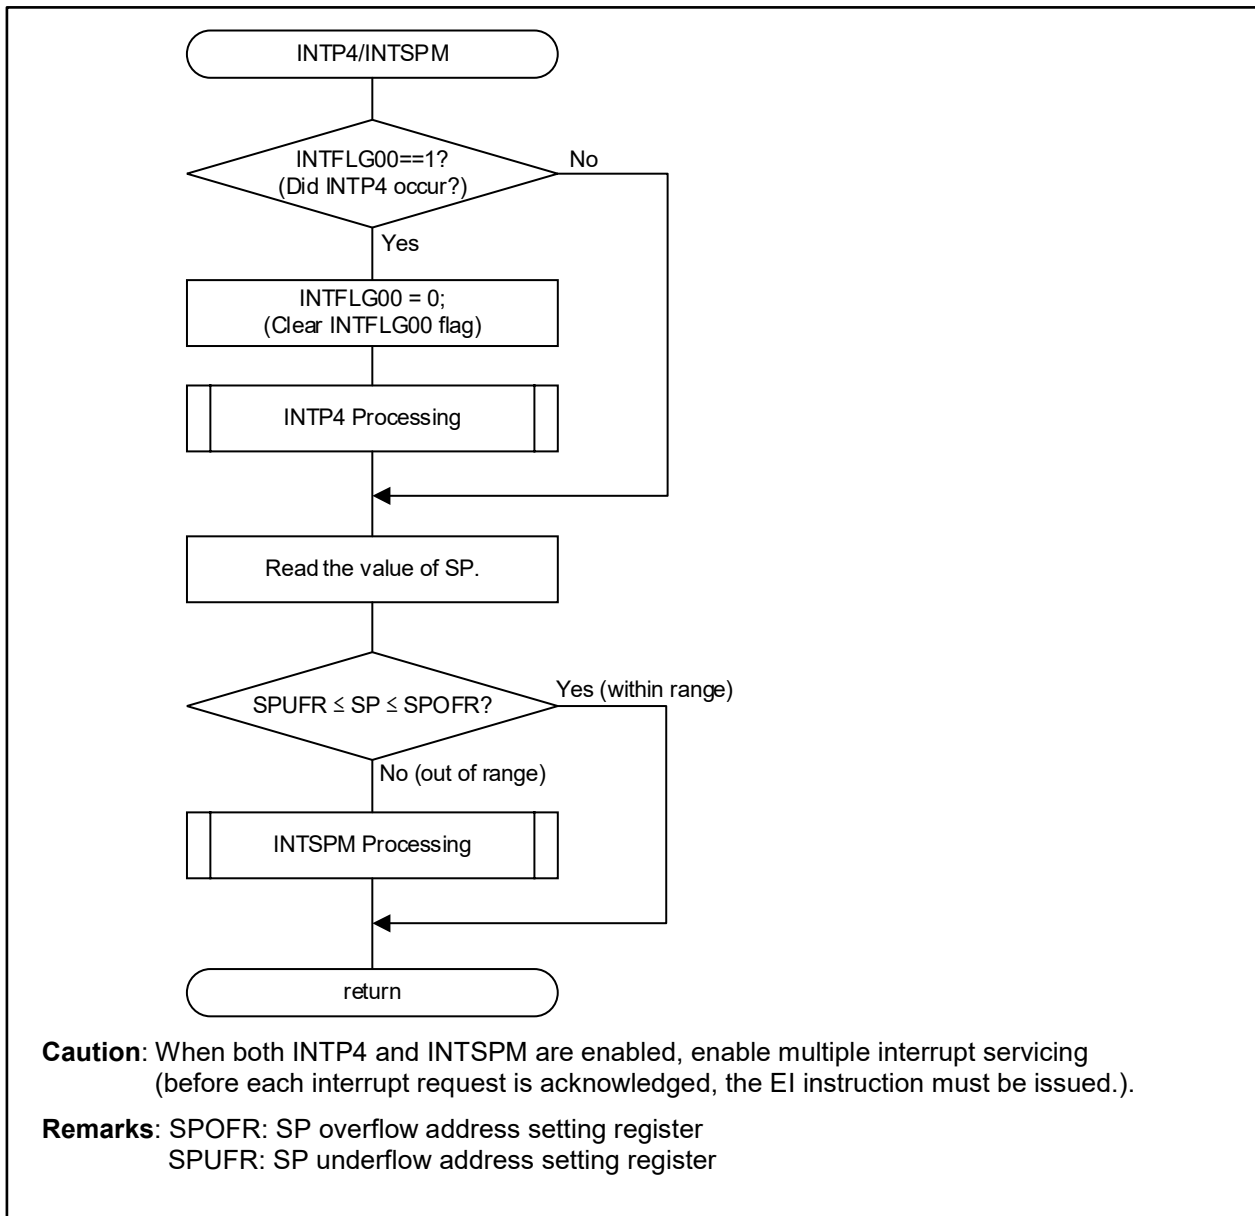 INTP4/INTSPM
INTFLG00==1?
(Did INTP4 occur?)
No
Yes
INTFLG00 = 0;
(Clear INTFLG00 flag)
INTP4 Processing
Read the value of SP.
SPUFR ≤ SP ≤ SPOFR?
Yes (within range)
No (out of range)
INTSPM Processing
return
Caution: When both INTP4 and INTSPM are enabled, enable multiple interrupt servicing
(before each interrupt request is acknowledged, the EI instruction must be issued.).
Remarks: SPOFR: SP overflow address setting register
SPUFR: SP underflow address setting register